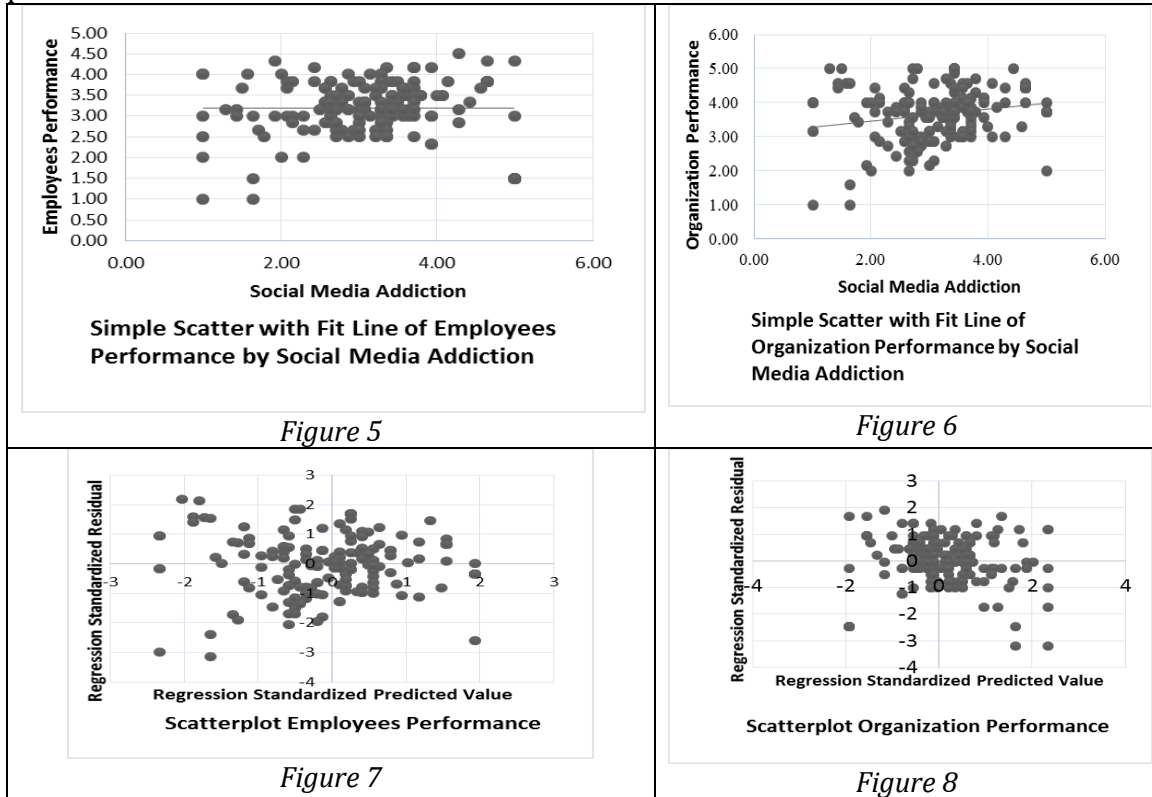 5.00
4.50
4.00
3.50
3.00
2.50
2.00
1.50
1.00
0.50
0.00
Employees Performance
0.00 2.00 4.00 6.00
Social Media Addiction
Simple Scatter with Fit Line of Employees
Performance by Social Media Addiction
Figure 5
6.00
5.00
4.00
3.00
2.00
1.00
0.00
Organization Performance
0.00 2.00 4.00 6.00
Social Media Addiction
Simple Scatter with Fit Line of
Organization Performance by Social
Media Addiction
Figure 6
Regression Standardized Residual
3
2
1
0
-1
-2
-3
-4
-3 -2 -1 0 1 2 3
Regression Standardized Predicted Value
Scatterplot Employees Performance
Figure 7
Regression Standardized Residual
3
2
1
0
-1
-2
-3
-4
-4 -2 0 2 4
Regression Standardized Predicted Value
Scatterplot Organization Performance
Figure 8